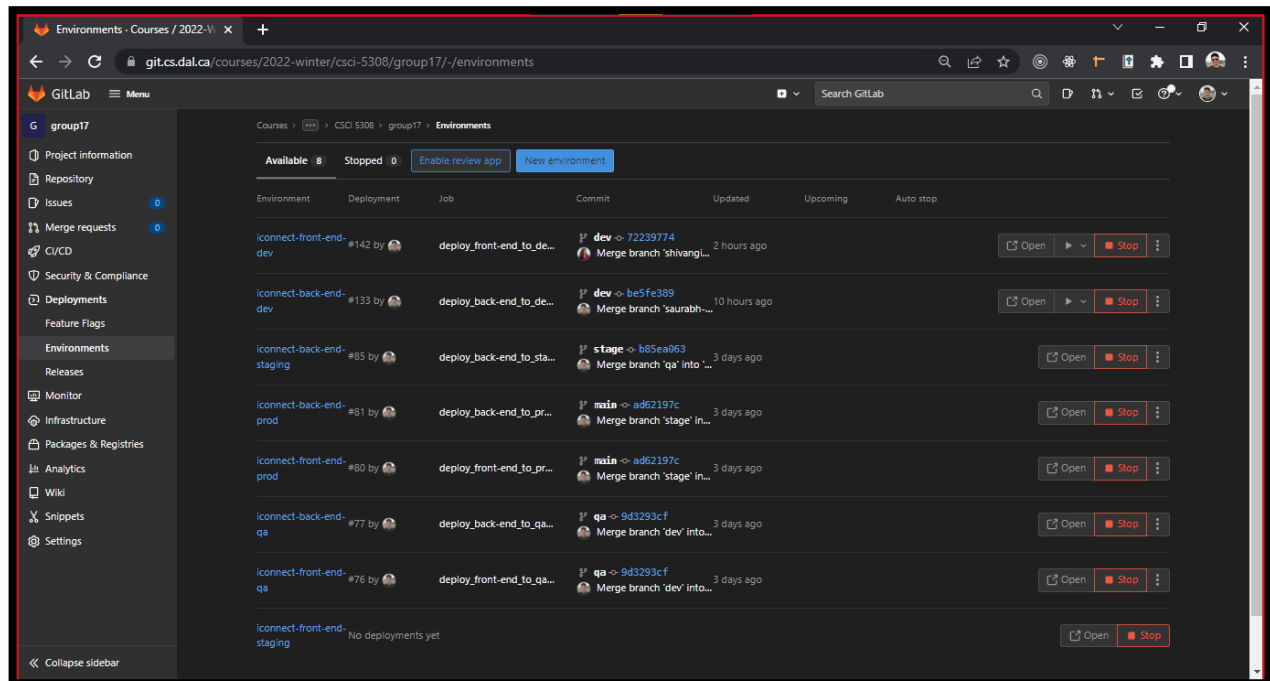 Environments · Courses / 2022-W
git.cs.dal.ca/courses/2022-winter/csci-5308/group17/-/environments
GitLab Menu Search GitLab
G group17
Project information
Repository
Issues 0
Merge requests 0
CI/CD
Security & Compliance
Deployments
Feature Flags
Environments
Releases
Monitor
Infrastructure
Packages & Registries
Analytics
Wiki
Snippets
Settings
Collapse sidebar
Courses › ••• › CSCI 5308 › group17 › Environments
Available 8 Stopped 0 Enable review app New environment
Environment Deployment Job Commit Updated Upcoming Auto stop
iconnect-front-end-
dev
#142 by
deploy_front-end_to_de...
dev 72239774
Merge branch 'shivangi...
2 hours ago
Open Stop
iconnect-back-end-
dev
#133 by
deploy_back-end_to_de...
dev be5fe389
Merge branch 'saurabh-...
10 hours ago
Open Stop
iconnect-back-end-
staging
#85 by
deploy_back-end_to_sta...
stage b85ea063
Merge branch 'qa' into '...
3 days ago
Open Stop
iconnect-back-end-
prod
#81 by
deploy_back-end_to_pr...
main ad62197c
Merge branch 'stage' in...
3 days ago
Open Stop
iconnect-front-end-
prod
#80 by
deploy_front-end_to_pr...
main ad62197c
Merge branch 'stage' in...
3 days ago
Open Stop
iconnect-back-end-
qa
#77 by
deploy_back-end_to_qa...
qa 9d3293cf
Merge branch 'dev' into...
3 days ago
Open Stop
iconnect-front-end-
qa
#76 by
deploy_front-end_to_qa...
qa 9d3293cf
Merge branch 'dev' into...
3 days ago
Open Stop
iconnect-front-end-
staging
No deployments yet
Open Stop